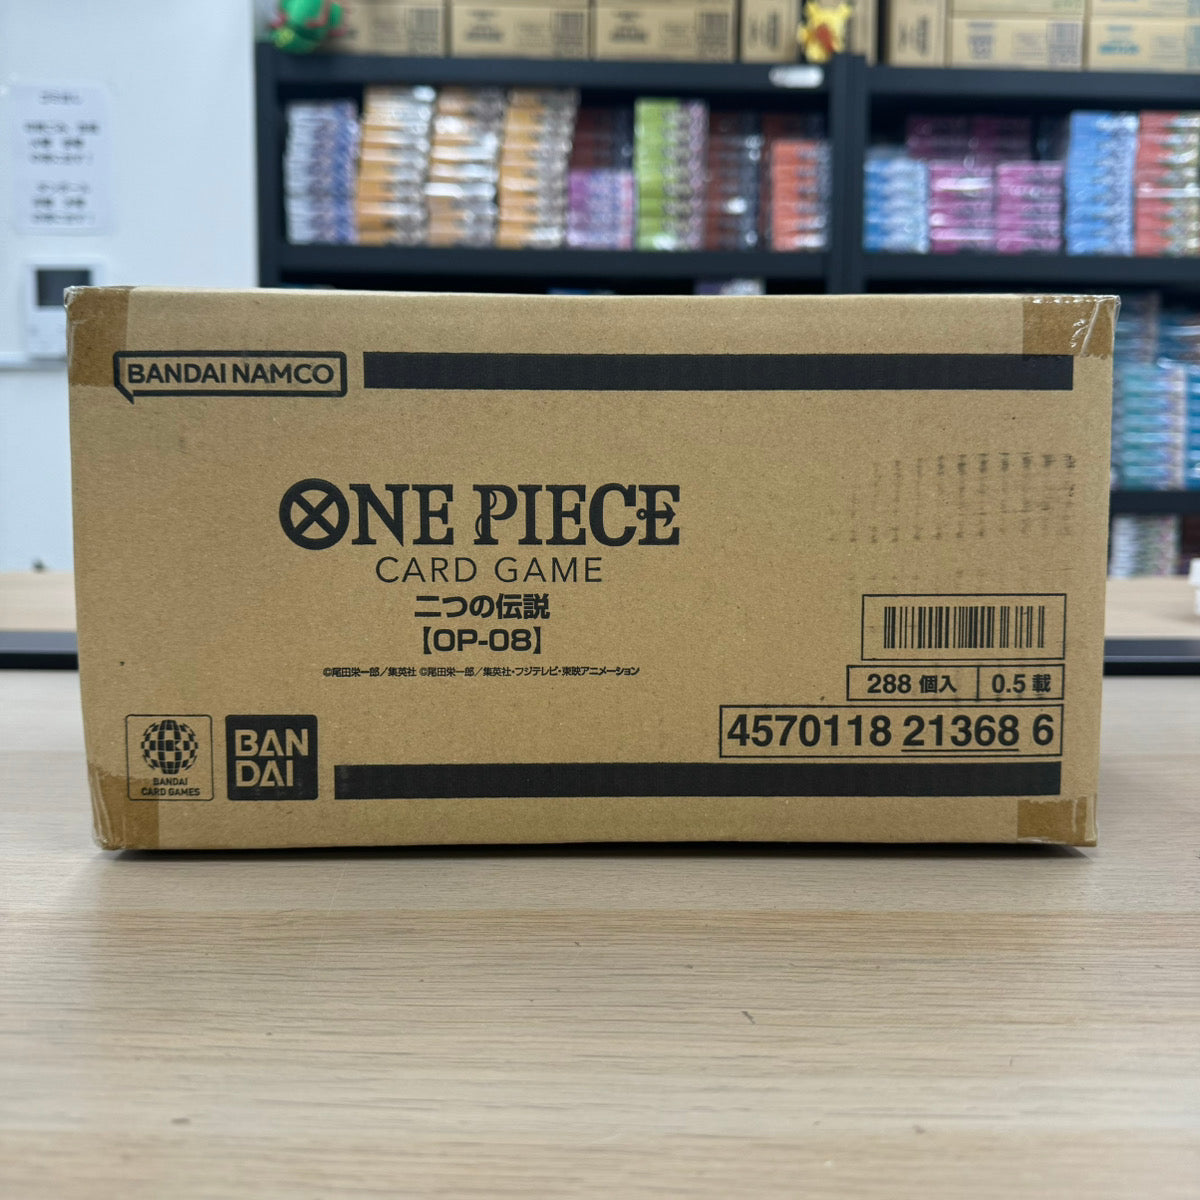 BANDAI NAMCO
ONE PIECE
CARD GAME
二つの伝説
【OP-08】
©尾田栄一郎／集英社 ©尾田栄一郎／集英社・フジテレビ・東映アニメーション
288 個入
0.5 載
4570118 21368 6
BANDAI
CARD GAMES
BAN
DAI